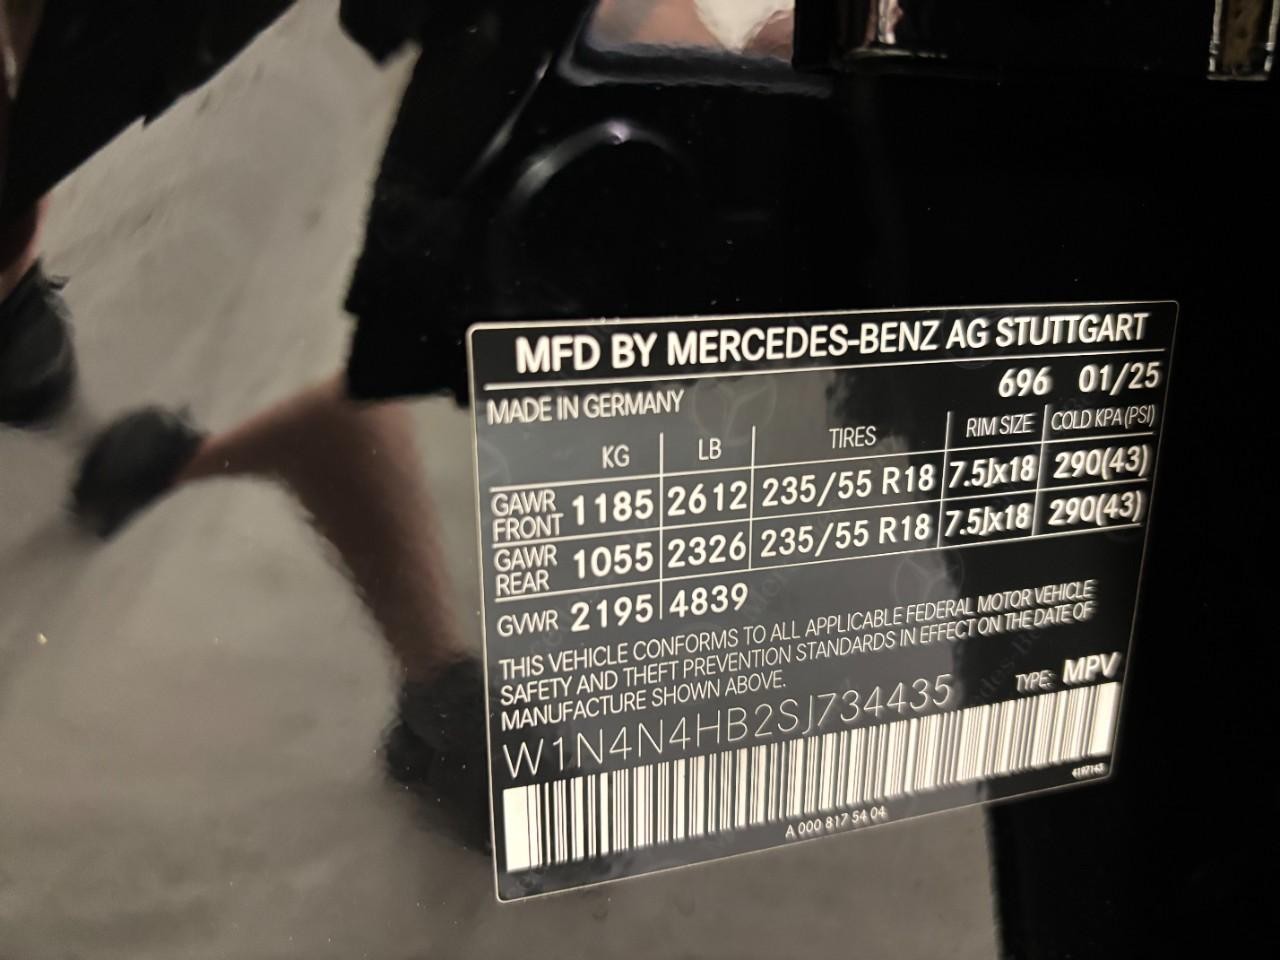 MFD BY MERCEDES-BENZ AG STUTTGART
696 01/25
MADE IN GERMANY
KG LB TIRES RIM SIZE COLD KPA (PSI)
GAWR FRONT 1185 2612 235/55 R18 7.5Jx18 290(43)
GAWR REAR 1055 2326 235/55 R18 7.5Jx18 290(43)
GVWR 2195 4839
THIS VEHICLE CONFORMS TO ALL APPLICABLE FEDERAL MOTOR VEHICLE
SAFETY AND THEFT PREVENTION STANDARDS IN EFFECT ON THE DATE OF
MANUFACTURE SHOWN ABOVE.
TYPE: MPV
W1N4N4HB2SJ734435
A 000 817 54 04